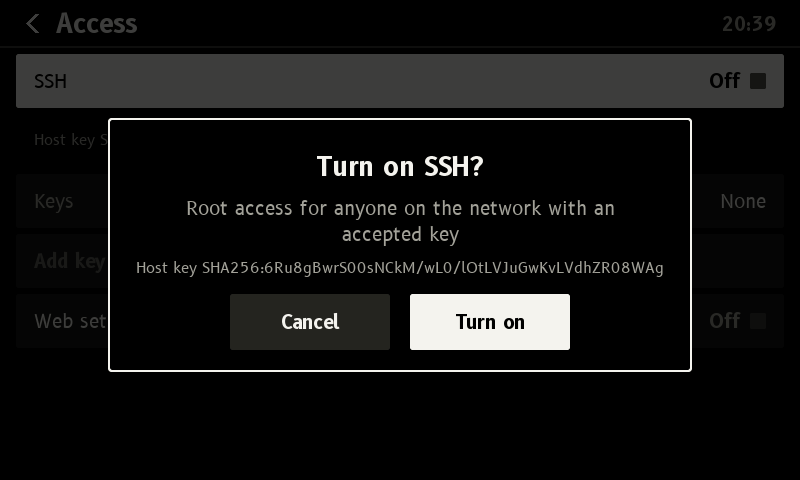 Access
20:39
SSH
Off
Host key S
Turn on SSH?
Root access for anyone on the network with an
accepted key
Host key SHA256:6Ru8gBwrS00sNCkM/wL0/lOtLVJuGwKvLVdhZR08WAg
Keys
None
Add key
Web set
Off
Cancel
Turn on